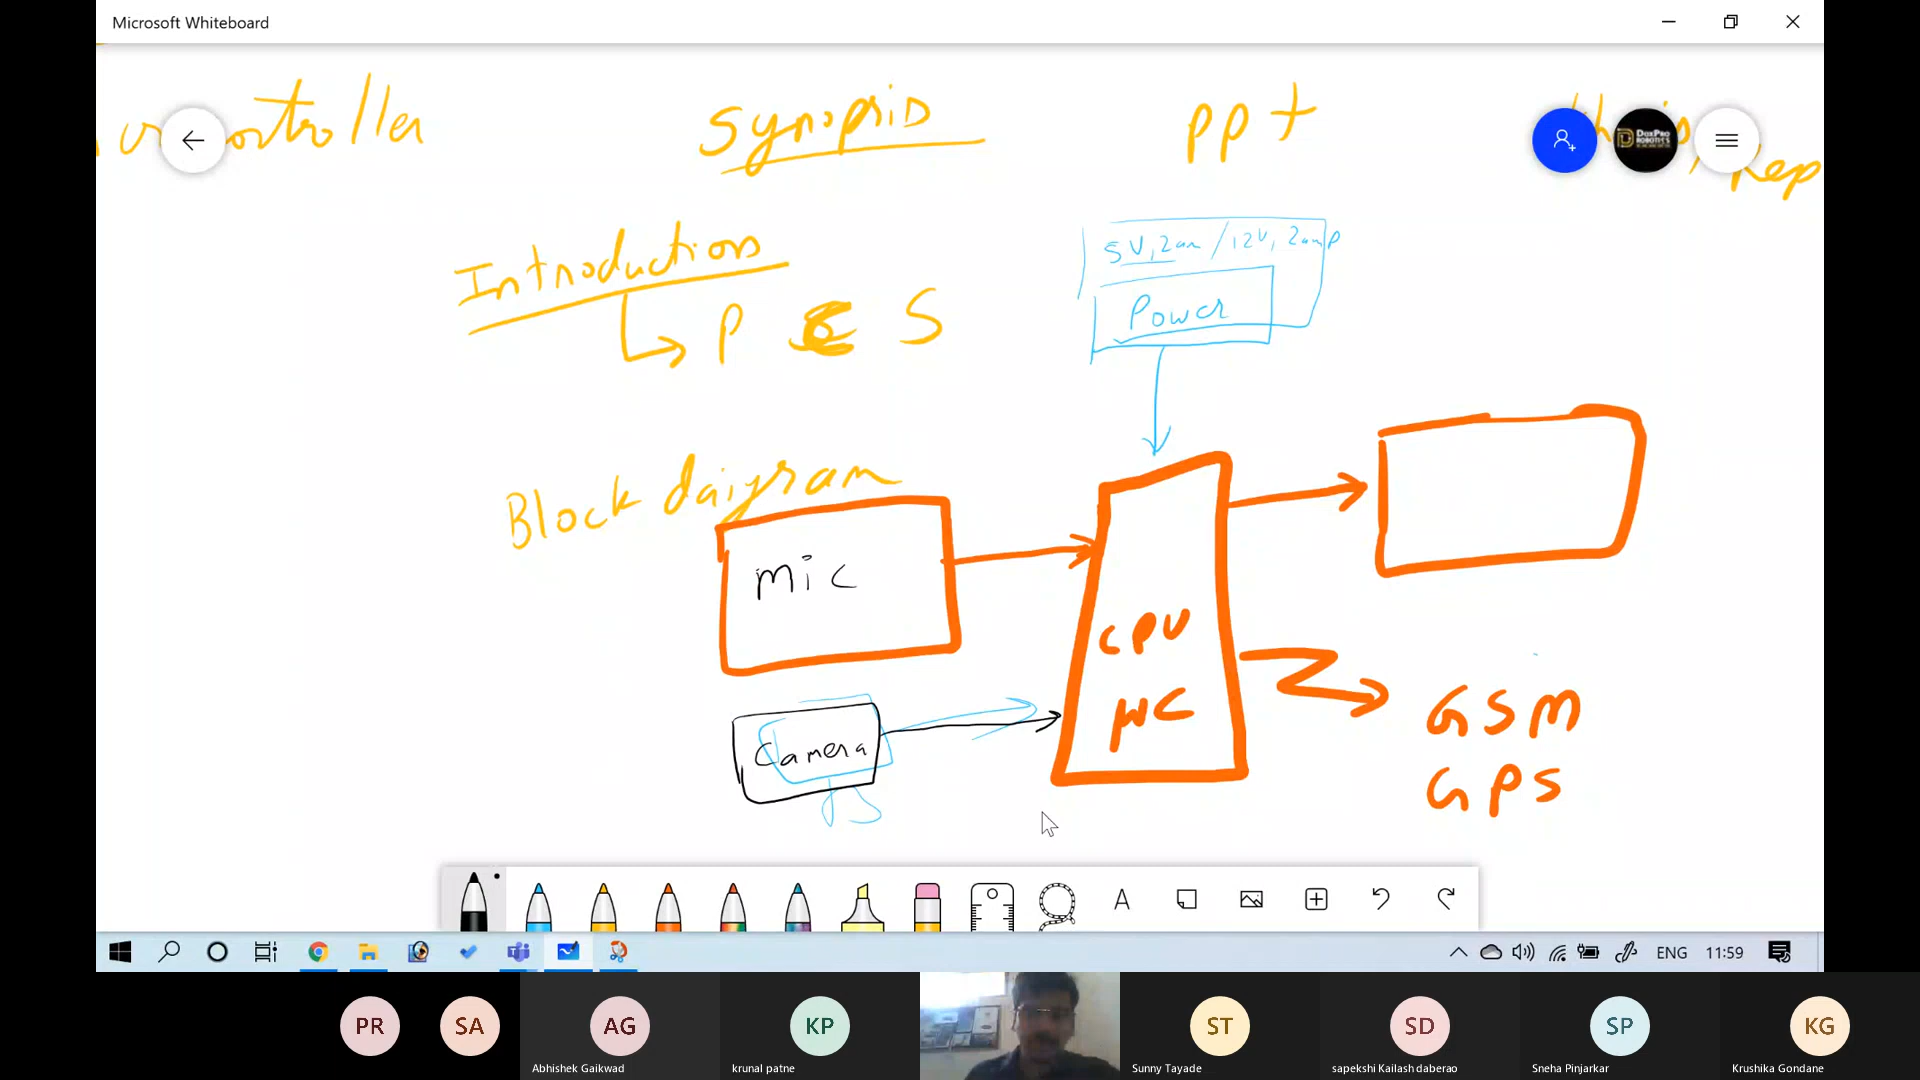 Microsoft Whiteboard
synopsis
ppt
Rep
DoxPro
ROBOTICS
Introduction
P S
5V, 2am / 12V, 2amp
Power
Block daigram
mic
CPU
μC
Camera
GSM
GPS
A
ENG 11:59
PR SA AG KP ST SD SP KG
Abhishek Gaikwad krunal patne Sunny Tayade sapekshi Kailash daberao Sneha Pinjarkar Krushika Gondane